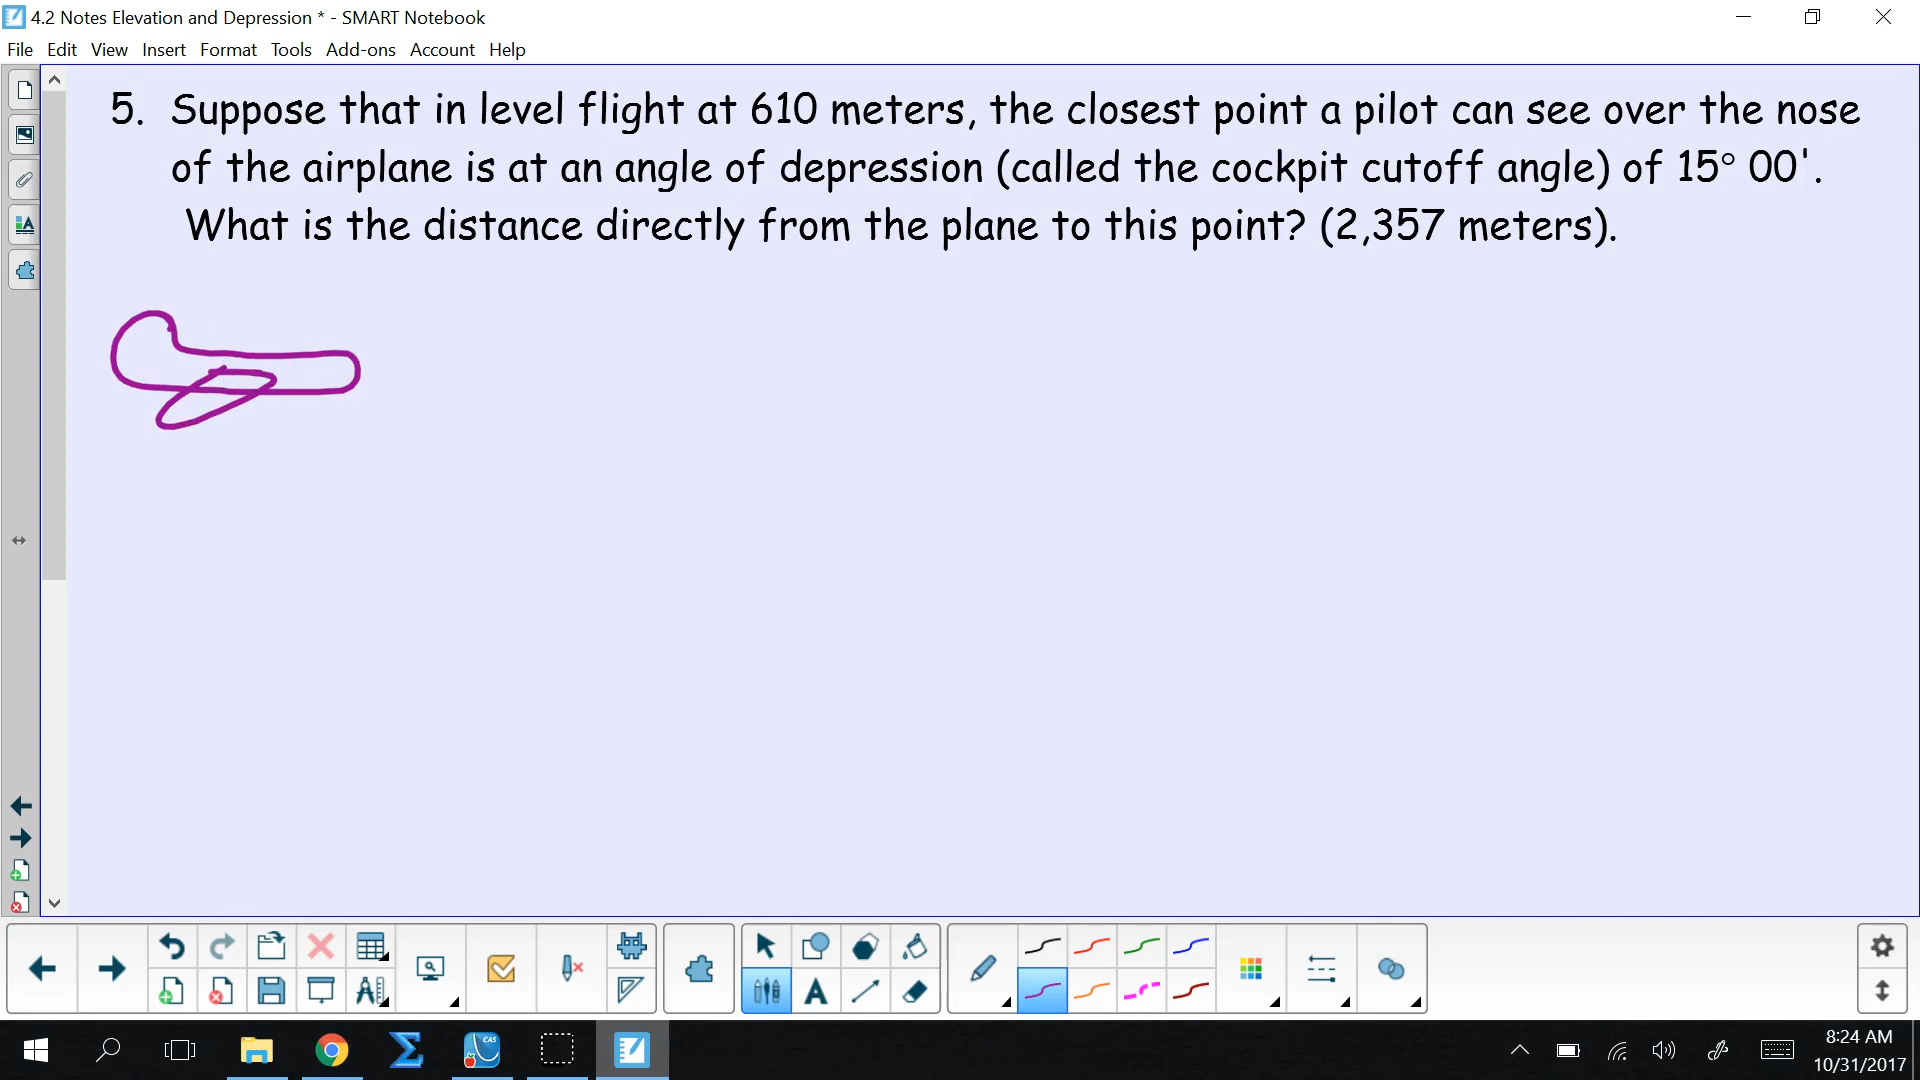 4.2 Notes Elevation and Depression * - SMART Notebook
File Edit View Insert Format Tools Add-ons Account Help
5. Suppose that in level flight at 610 meters, the closest point a pilot can see over the nose
of the airplane is at an angle of depression (called the cockpit cutoff angle) of 15° 00'.
What is the distance directly from the plane to this point? (2,357 meters).
CAS
8:24 AM
10/31/2017